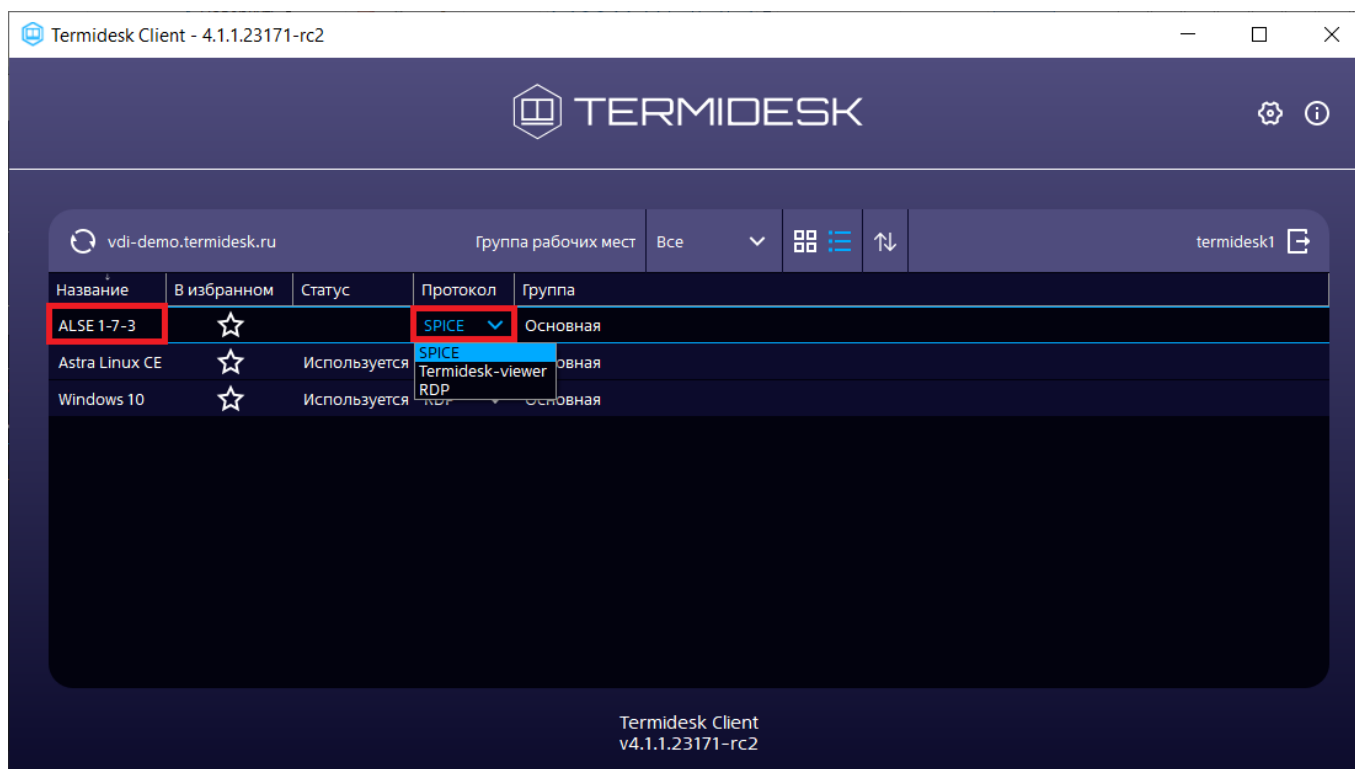 Termidesk Client - 4.1.1.23171-rc2
TERMIDESK
vdi-demo.termidesk.ru Группа рабочих мест Все termidesk1
Название В избранном Статус Протокол Группа
ALSE 1-7-3 SPICE Основная
SPICE
Astra Linux CE Используется
Termidesk-viewer
RDP
Windows 10 Используется RDP Основная
Termidesk Client
v4.1.1.23171-rc2